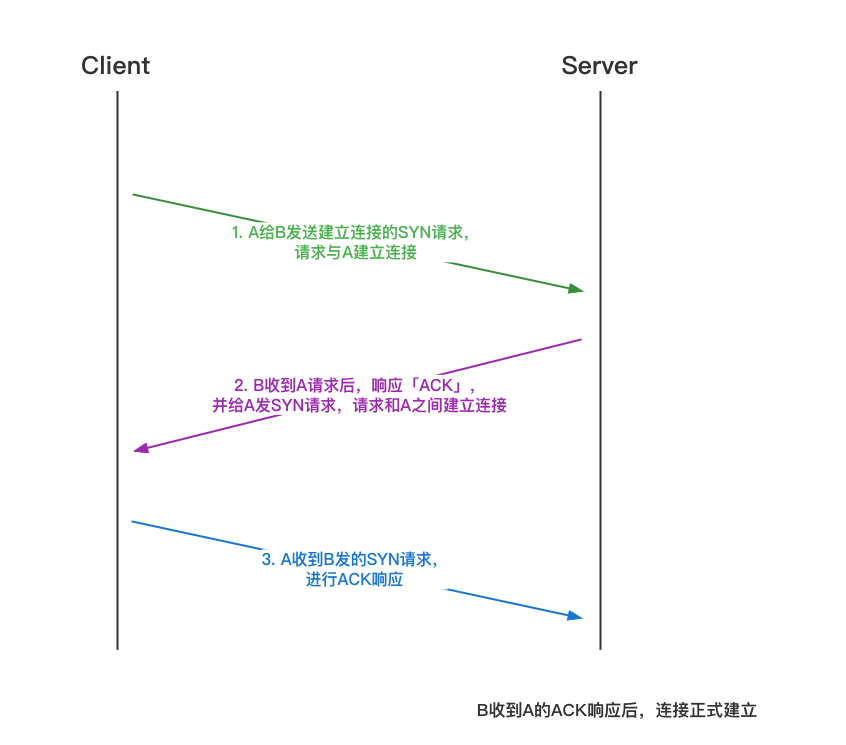 Client
Server
1. A给B发送建立连接的SYN请求，
请求与A建立连接
2. B收到A请求后，响应「ACK」，
并给A发SYN请求，请求和A之间建立连接
3. A收到B发的SYN请求，
进行ACK响应
B收到A的ACK响应后，连接正式建立